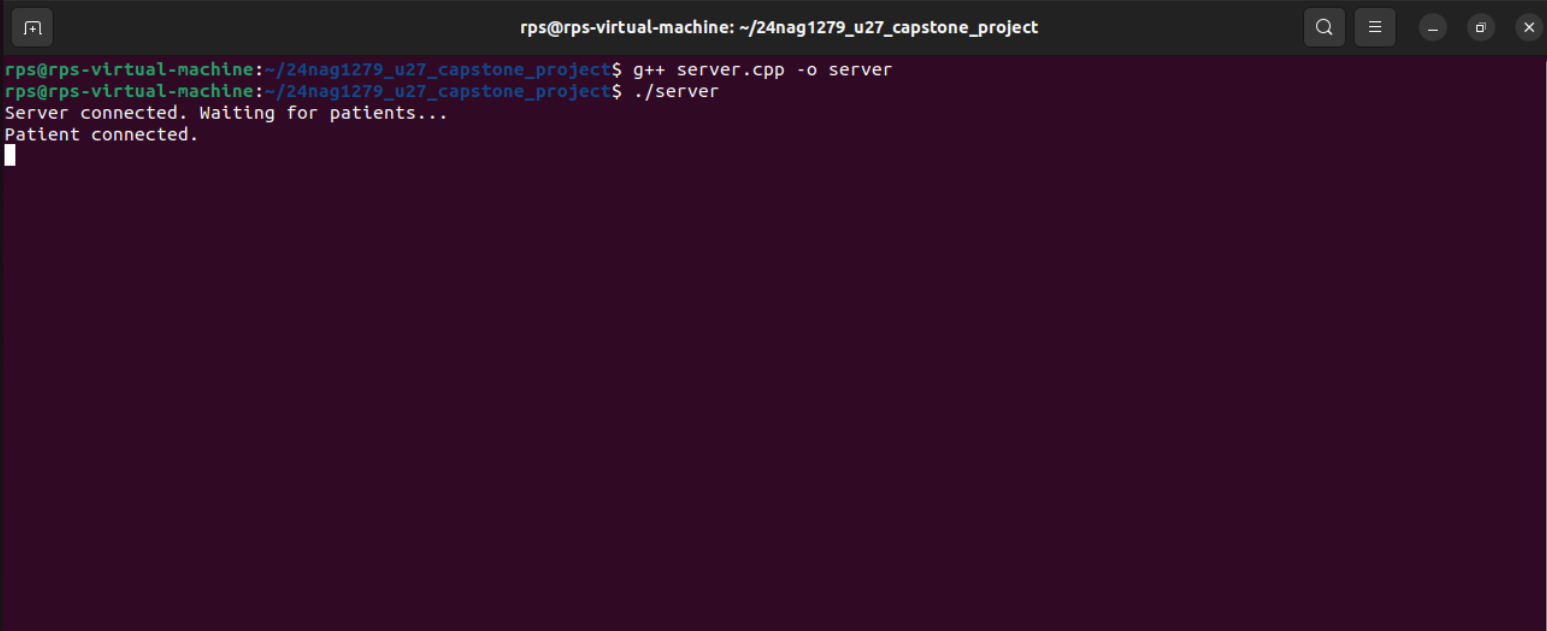 rps@rps-virtual-machine: ~/24nag1279_u27_capstone_project
rps@rps-virtual-machine:~/24nag1279_u27_capstone_project$ g++ server.cpp -o server
rps@rps-virtual-machine:~/24nag1279_u27_capstone_project$ ./server
Server connected. Waiting for patients...
Patient connected.